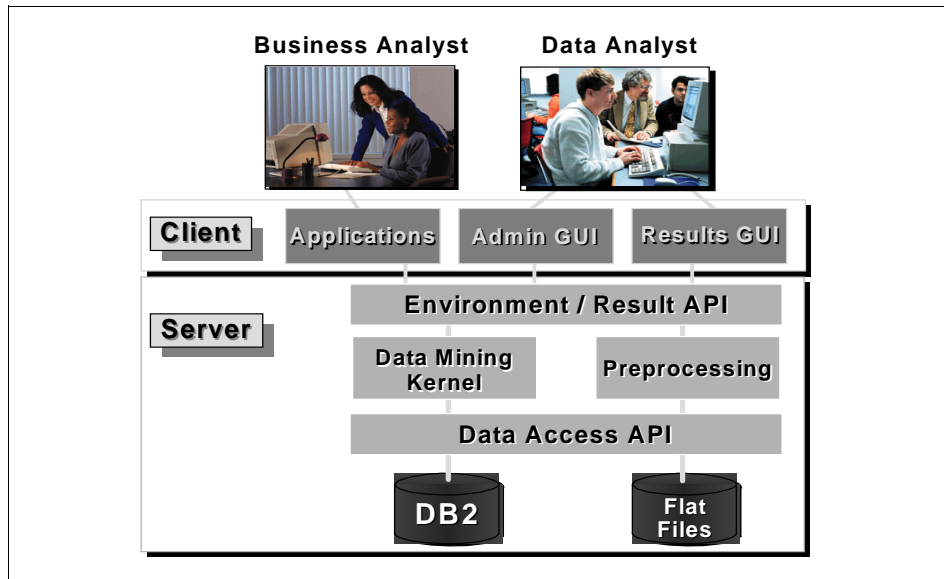 Business Analyst
Data Analyst
Client
Applications
Admin GUI
Results GUI
Server
Environment / Result API
Data Mining
Kernel
Preprocessing
Data Access API
DB2
Flat
Files